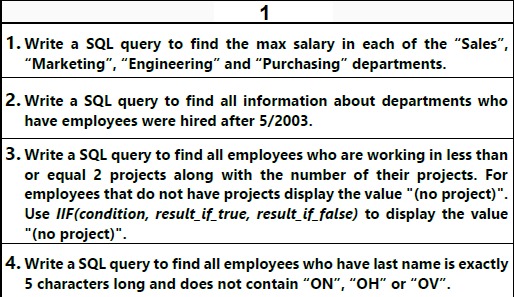 1
1. Write a SQL query to find the max salary in each of the “Sales”,
“Marketing”, “Engineering” and “Purchasing” departments.
2. Write a SQL query to find all information about departments who
have employees were hired after 5/2003.
3. Write a SQL query to find all employees who are working in less than
or equal 2 projects along with the number of their projects. For
employees that do not have projects display the value "(no project)".
Use IIF(condition, result_if_true, result_if_false) to display the value
"(no project)".
4. Write a SQL query to find all employees who have last name is exactly
5 characters long and does not contain “ON”, “OH” or “OV”.